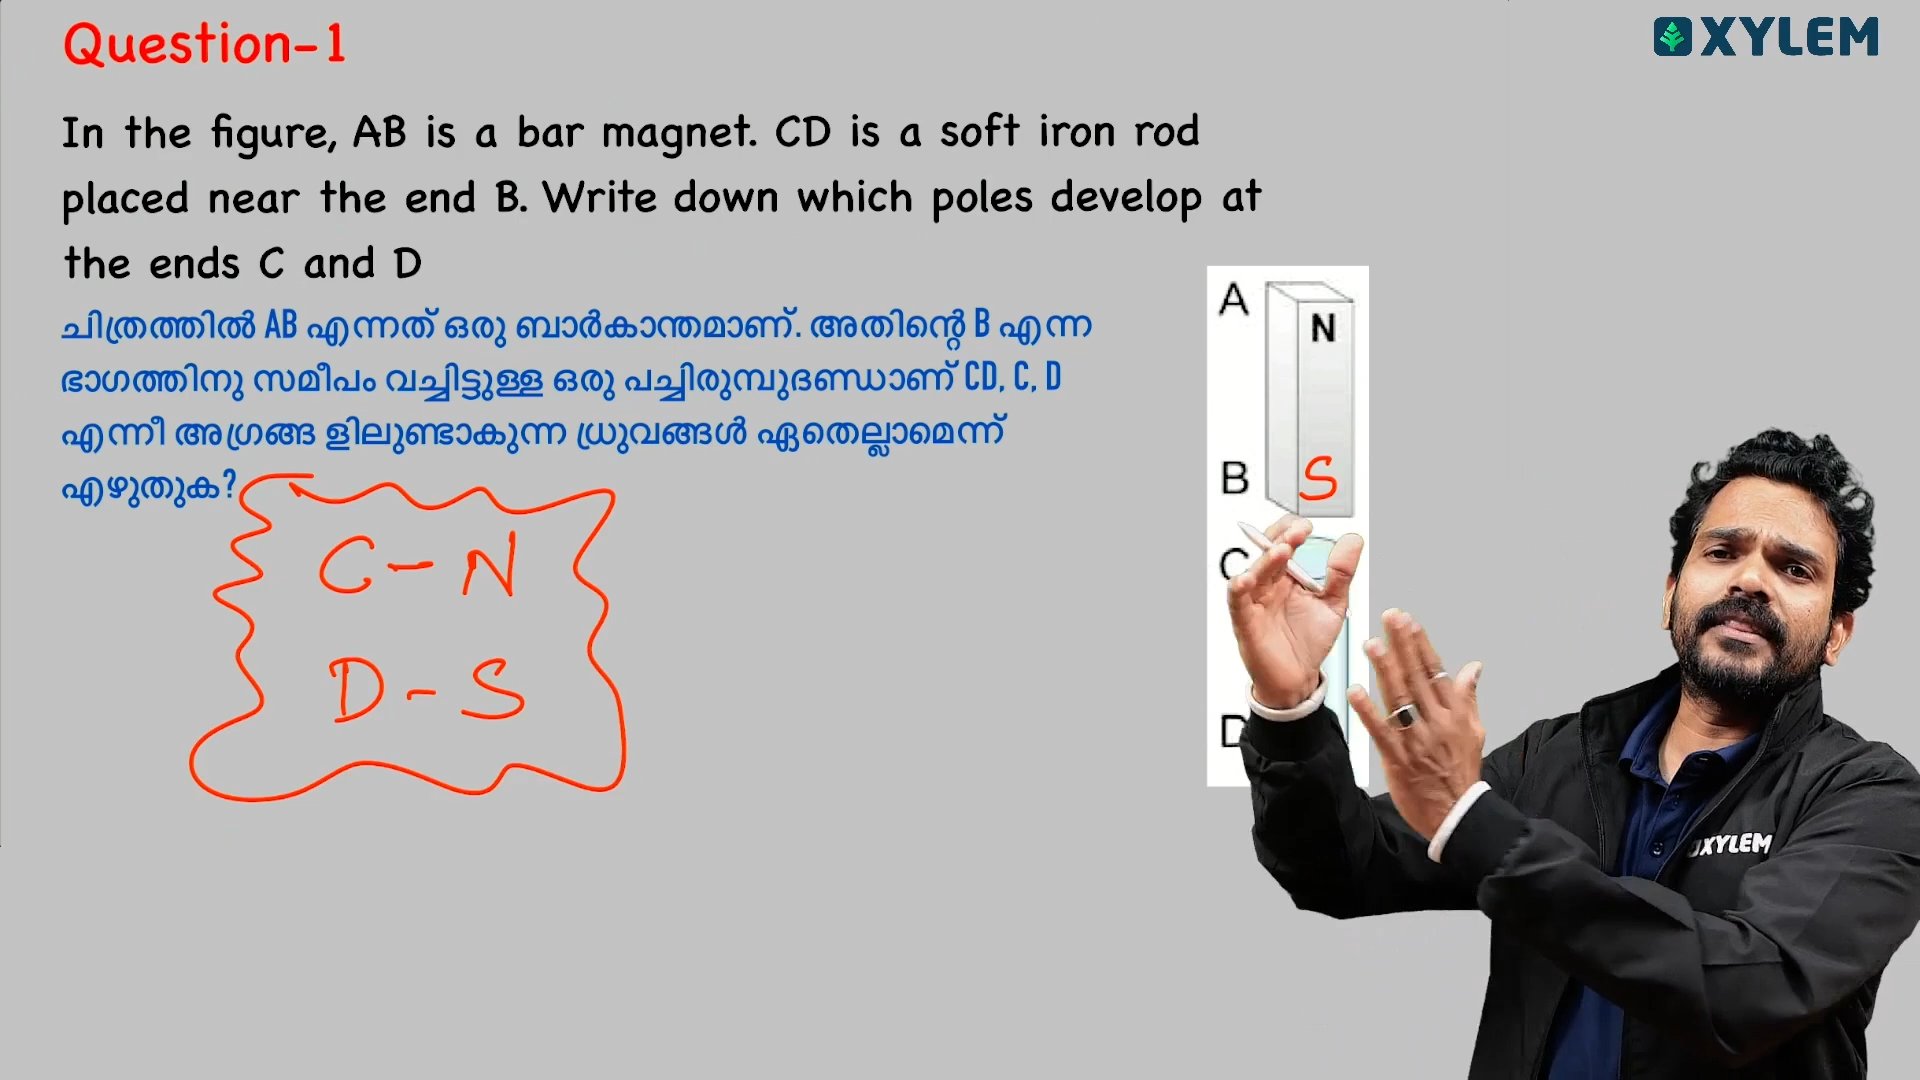 Question-1
XYLEM
In the figure, AB is a bar magnet. CD is a soft iron rod
placed near the end B. Write down which poles develop at
the ends C and D
ചിത്രത്തിൽ AB എന്നത് ഒരു ബാർകാന്തമാണ്. അതിന്റെ B എന്ന
ഭാഗത്തിനു സമീപം വച്ചിട്ടുള്ള ഒരു പച്ചിരുമ്പുദണ്ഡാണ് CD, C, D
എന്നീ അഗ്രങ്ങ ളിലുണ്ടാകുന്ന ധ്രുവങ്ങൾ ഏതെല്ലാമെന്ന്
എഴുതുക?
A
N
B
S
C
D
C - N
D - S
XYLEM